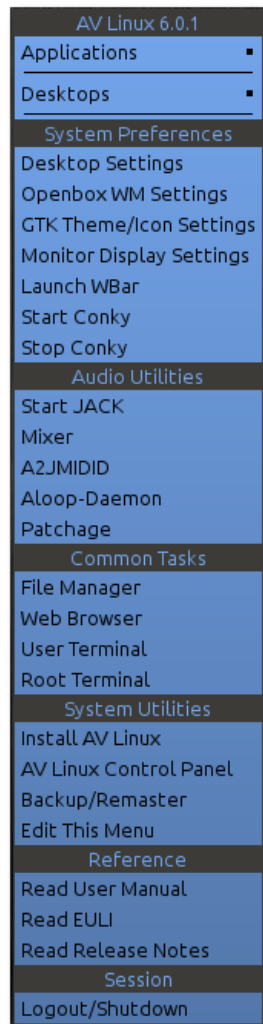 AV Linux 6.0.1
Applications
Desktops
System Preferences
Desktop Settings
Openbox WM Settings
GTK Theme/Icon Settings
Monitor Display Settings
Launch WBar
Start Conky
Stop Conky
Audio Utilities
Start JACK
Mixer
A2JMIDID
Aloop-Daemon
Patchage
Common Tasks
File Manager
Web Browser
User Terminal
Root Terminal
System Utilities
Install AV Linux
AV Linux Control Panel
Backup/Remaster
Edit This Menu
Reference
Read User Manual
Read EULI
Read Release Notes
Session
Logout/Shutdown